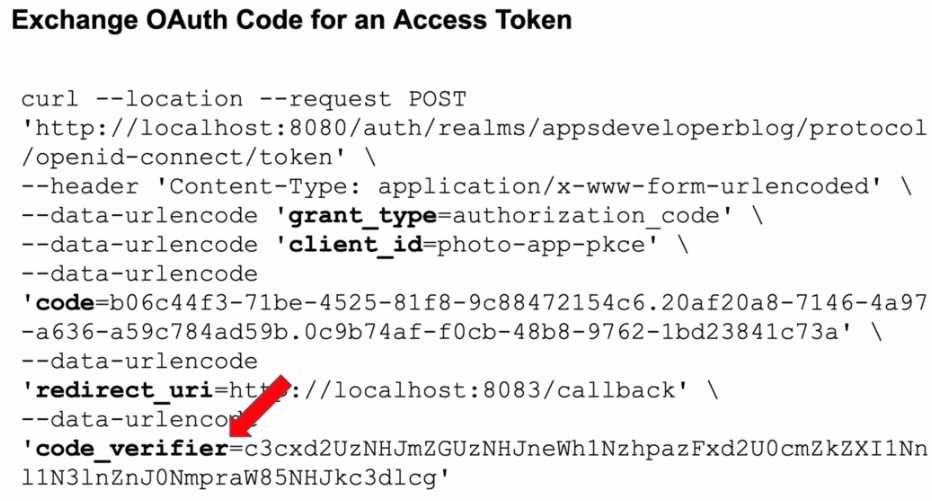 Exchange OAuth Code for an Access Token
curl --location --request POST
'http://localhost:8080/auth/realms/appsdeveloperblog/protocol
/openid-connect/token' \
--header 'Content-Type: application/x-www-form-urlencoded' \
--data-urlencode 'grant_type=authorization_code' \
--data-urlencode 'client_id=photo-app-pkce' \
--data-urlencode
'code=b06c44f3-71be-4525-81f8-9c88472154c6.20af20a8-7146-4a97
-a636-a59c784ad59b.0c9b74af-f0cb-48b8-9762-1bd23841c73a' \
--data-urlencode
'redirect_uri=http://localhost:8083/callback' \
--data-urlencode
'code_verifier=c3cxd2UzNHJmZGUzNHJneWh1NzhpazFxd2U0cmZkZXI1Nn
l1N3lnZnJ0NmpraW85NHJkc3dlcg'